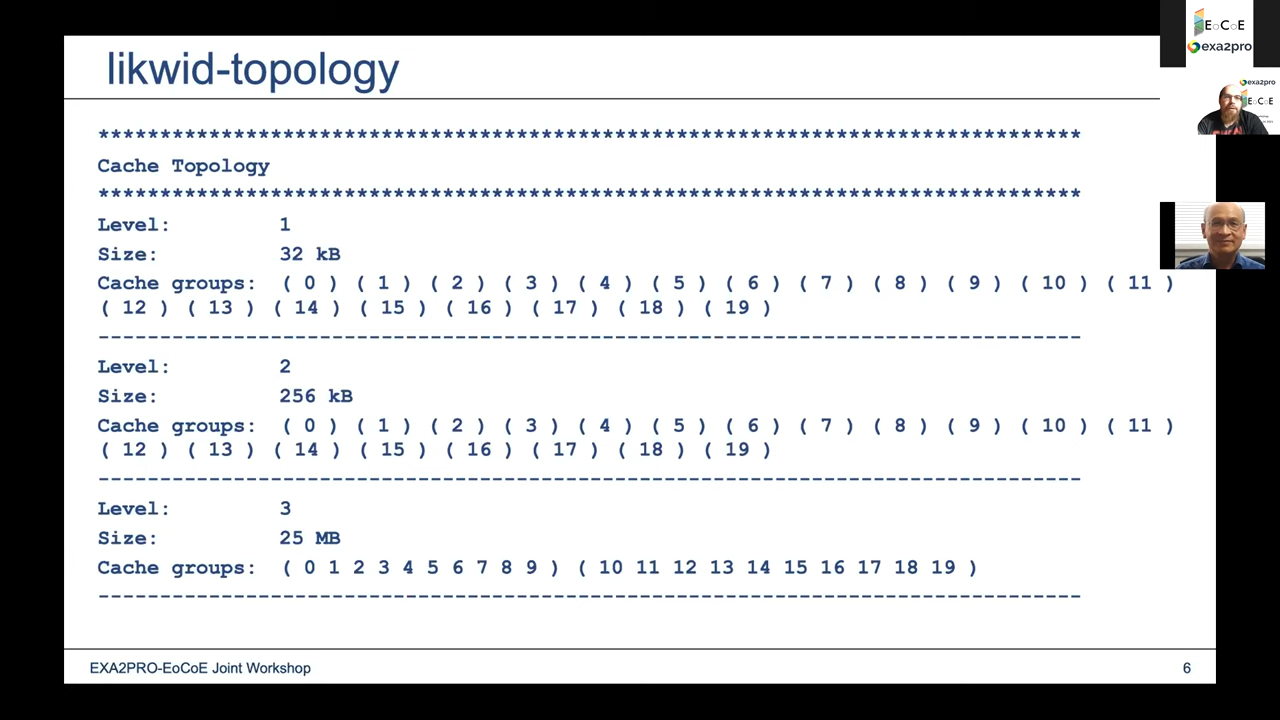 likwid-topology
********************************************************************************
Cache Topology
********************************************************************************
Level: 1
Size: 32 kB
Cache groups: ( 0 ) ( 1 ) ( 2 ) ( 3 ) ( 4 ) ( 5 ) ( 6 ) ( 7 ) ( 8 ) ( 9 ) ( 10 ) ( 11 )
( 12 ) ( 13 ) ( 14 ) ( 15 ) ( 16 ) ( 17 ) ( 18 ) ( 19 )
--------------------------------------------------------------------------------
Level: 2
Size: 256 kB
Cache groups: ( 0 ) ( 1 ) ( 2 ) ( 3 ) ( 4 ) ( 5 ) ( 6 ) ( 7 ) ( 8 ) ( 9 ) ( 10 ) ( 11 )
( 12 ) ( 13 ) ( 14 ) ( 15 ) ( 16 ) ( 17 ) ( 18 ) ( 19 )
--------------------------------------------------------------------------------
Level: 3
Size: 25 MB
Cache groups: ( 0 1 2 3 4 5 6 7 8 9 ) ( 10 11 12 13 14 15 16 17 18 19 )
--------------------------------------------------------------------------------
EXA2PRO-EoCoE Joint Workshop
6
EoCoE
exa2pro
exa2pro
EoCoE